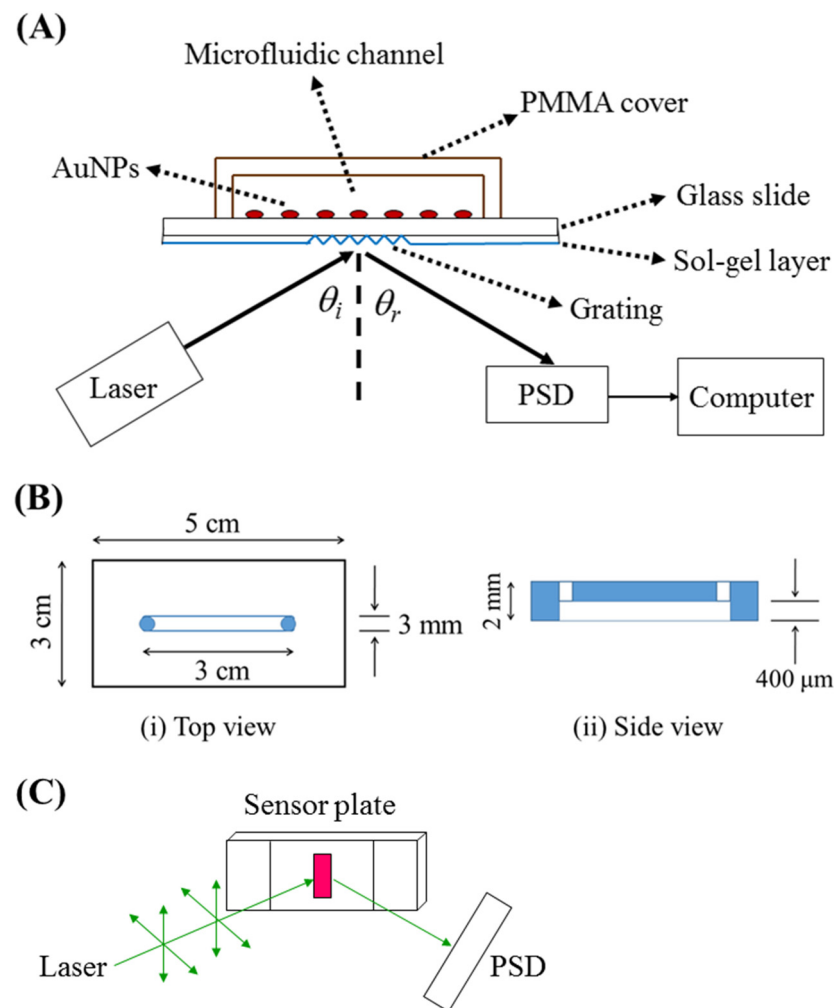 (A)
Microfluidic channel
PMMA cover
AuNPs
Glass slide
Sol-gel layer
θi θr
Grating
Laser
PSD
Computer
(B)
5 cm
3 cm
3 mm
3 cm
2 mm
400 μm
(i) Top view
(ii) Side view
(C)
Sensor plate
Laser
PSD